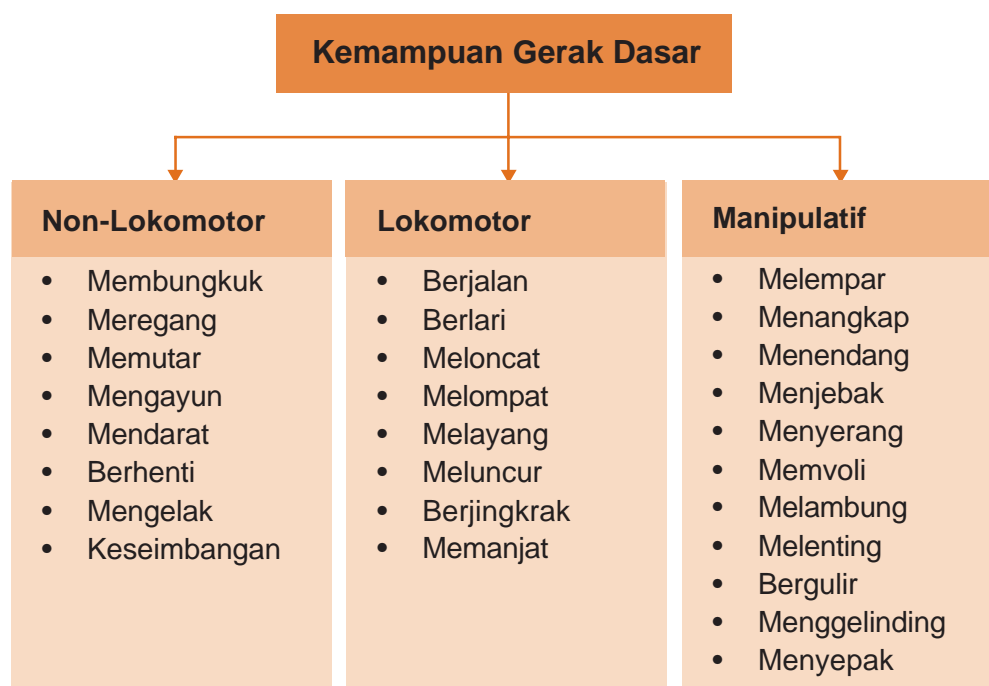 Kemampuan Gerak Dasar
Non-Lokomotor
• Membungkuk
• Meregang
• Memutar
• Mengayun
• Mendarat
• Berhenti
• Mengelak
• Keseimbangan
Lokomotor
• Berjalan
• Berlari
• Meloncat
• Melompat
• Melayang
• Meluncur
• Berjingkrak
• Memanjat
Manipulatif
• Melempar
• Menangkap
• Menendang
• Menjebak
• Menyerang
• Memvoli
• Melambung
• Melenting
• Bergulir
• Menggelinding
• Menyepak